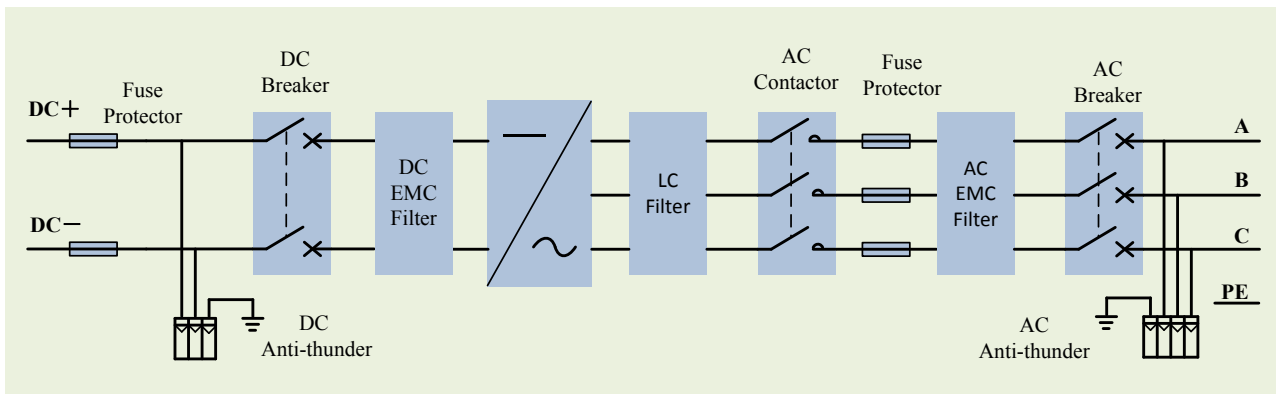 DC+
Fuse
Protector
DC
Breaker
DC
EMC
Filter
LC
Filter
AC
Contactor
Fuse
Protector
AC
EMC
Filter
AC
Breaker
A
B
C
PE
DC−
DC
Anti-thunder
AC
Anti-thunder